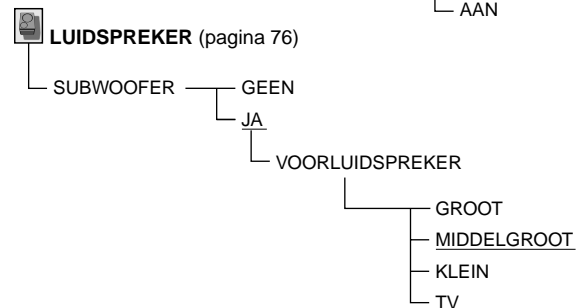 AAN
LUIDSPREKER (pagina 76)
SUBWOOFER GEEN
JA
VOORLUIDSPREKER
GROOT
MIDDELGROOT
KLEIN
TV